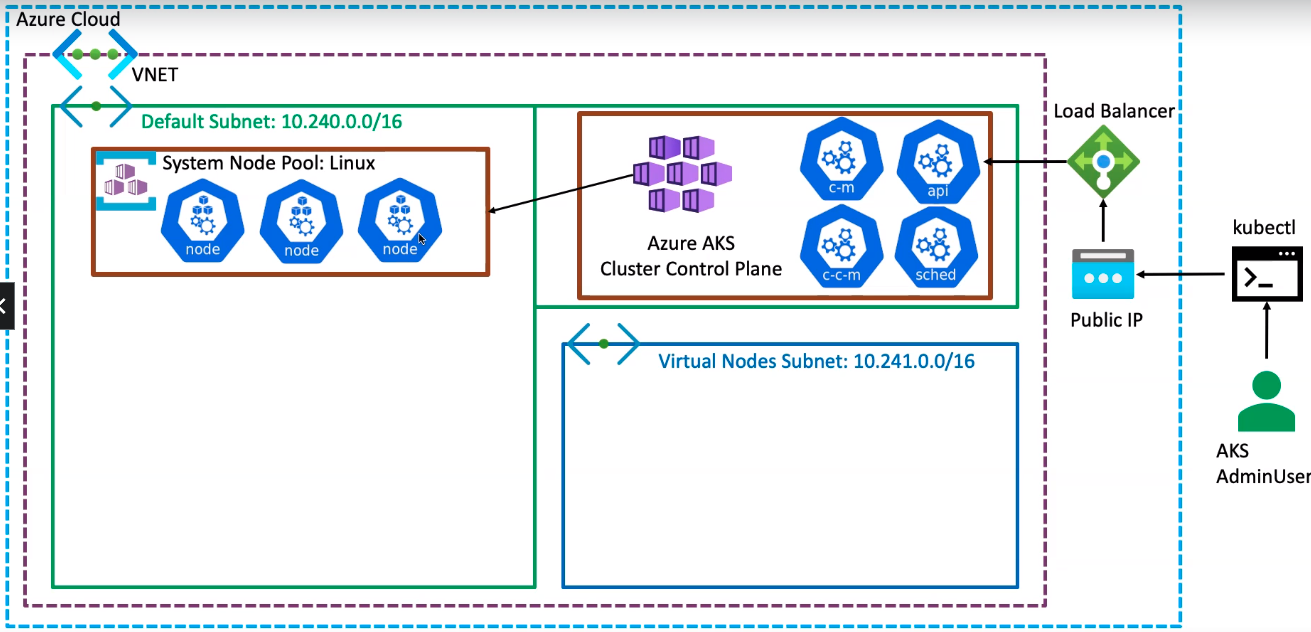 Azure Cloud
VNET
Default Subnet: 10.240.0.0/16
System Node Pool: Linux
node
node
node
Azure AKS
Cluster Control Plane
c-m
api
c-c-m
sched
Virtual Nodes Subnet: 10.241.0.0/16
Load Balancer
Public IP
kubectl
AKS
AdminUser